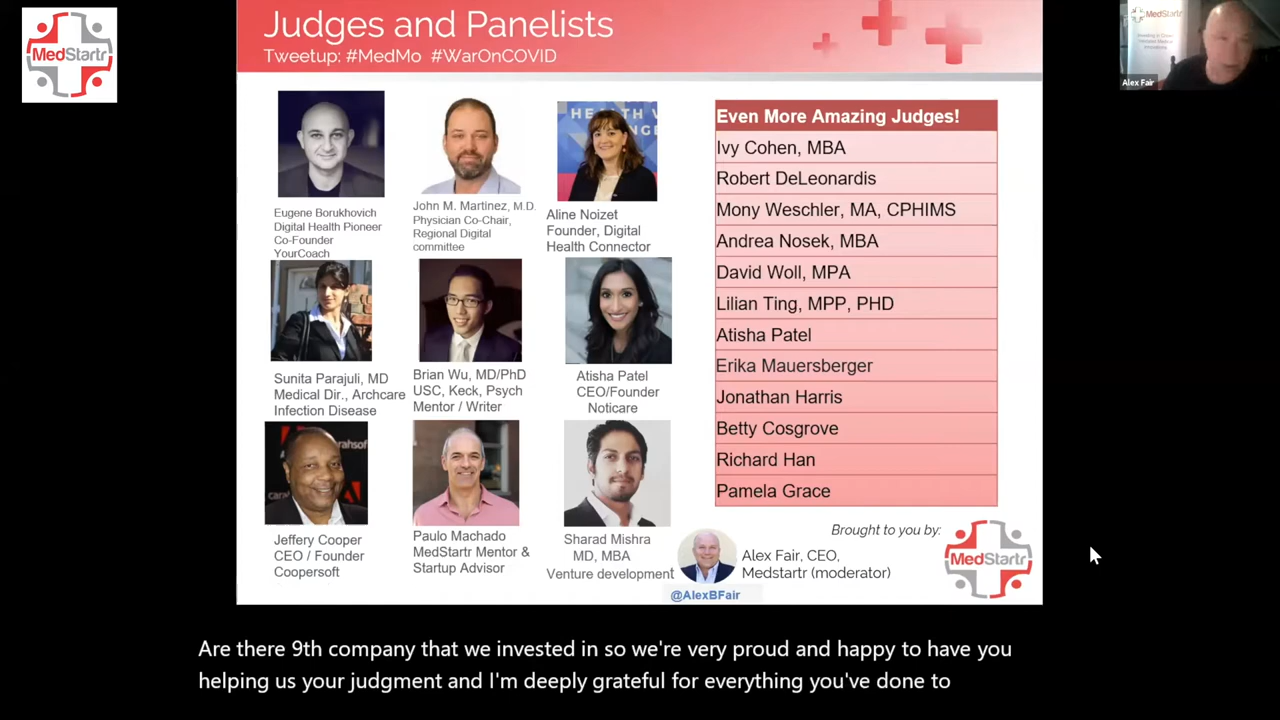 MedStartr
Judges and Panelists
Tweetup: #MedMo #WarOnCOVID
MedStartr
Alex Fair
HEALTH
Eugene Borukhovich
Digital Health Pioneer
Co-Founder
YourCoach
John M. Martinez, M.D.
Physician Co-Chair,
Regional Digital
committee
Aline Noizet
Founder, Digital
Health Connector
Sunita Parajuli, MD
Medical Dir., Archcare
Infection Disease
Brian Wu, MD/PhD
USC, Keck, Psych
Mentor / Writer
Atisha Patel
CEO/Founder
Noticare
Jeffery Cooper
CEO / Founder
Coopersoft
Paulo Machado
MedStartr Mentor &
Startup Advisor
Sharad Mishra
MD, MBA
Venture development
Even More Amazing Judges!
Ivy Cohen, MBA
Robert DeLeonardis
Mony Weschler, MA, CPHIMS
Andrea Nosek, MBA
David Woll, MPA
Lilian Ting, MPP, PHD
Atisha Patel
Erika Mauersberger
Jonathan Harris
Betty Cosgrove
Richard Han
Pamela Grace
Brought to you by:
Alex Fair, CEO,
Medstartr (moderator)
@AlexBFair
MedStartr
Are there 9th company that we invested in so we're very proud and happy to have you
helping us your judgment and I'm deeply grateful for everything you've done to